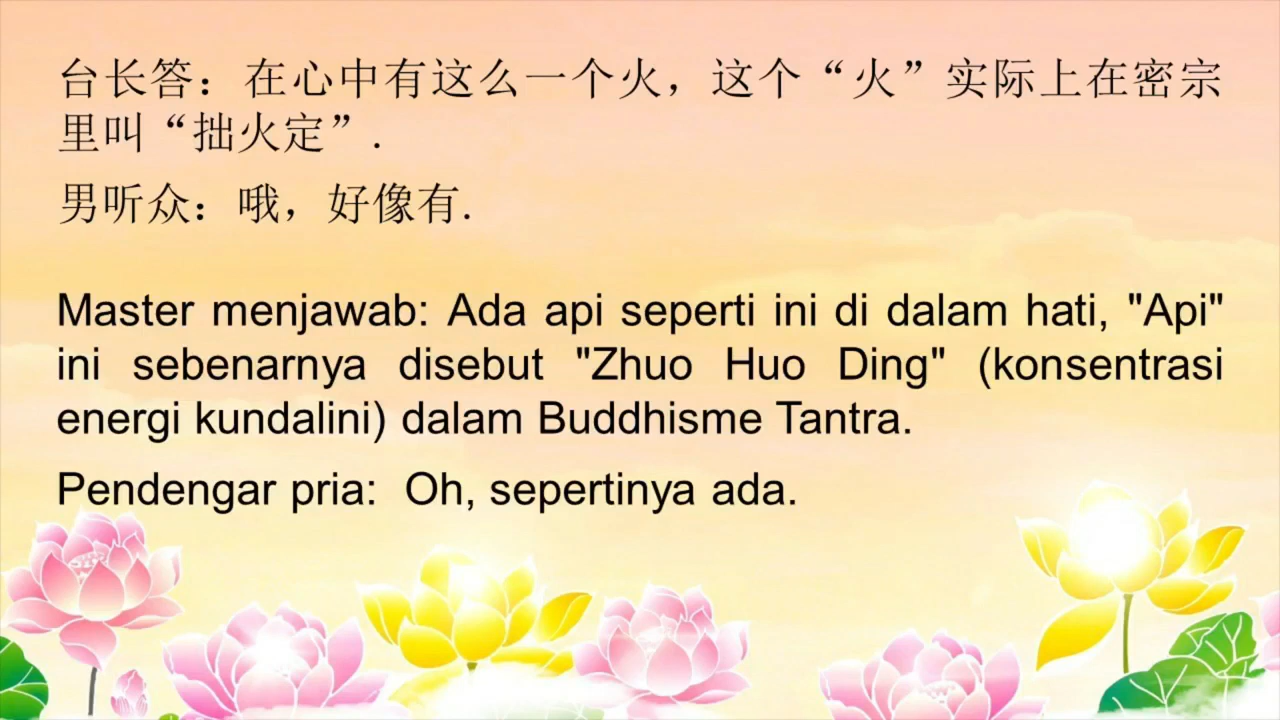 台长答：在心中有这么一个火，这个“火”实际上在密宗
里叫“拙火定”.
男听众：哦，好像有.
Master menjawab: Ada api seperti ini di dalam hati, "Api"
ini sebenarnya disebut "Zhuo Huo Ding" (konsentrasi
energi kundalini) dalam Buddhisme Tantra.
Pendengar pria:  Oh, sepertinya ada.